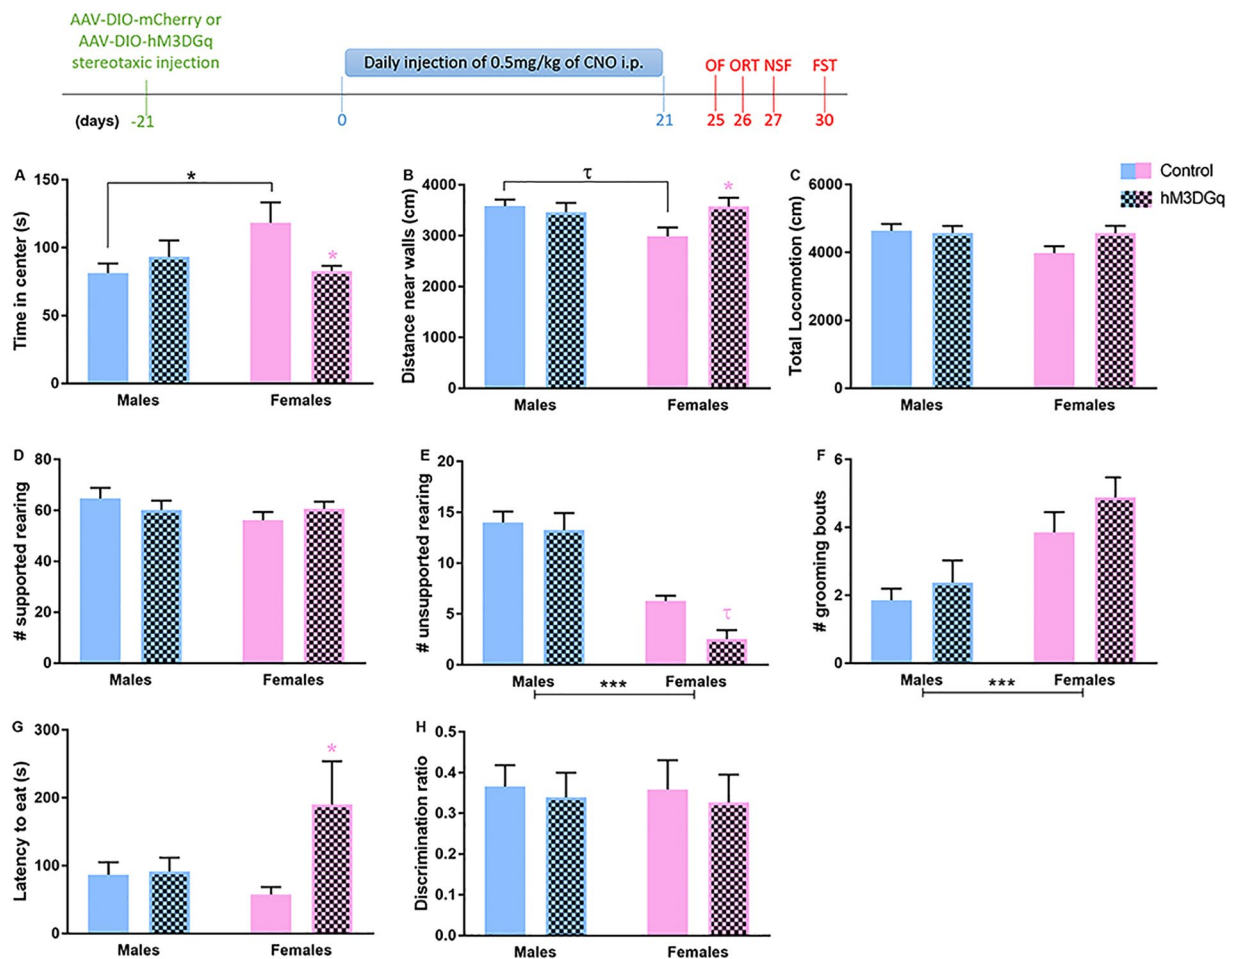 AAV-DIO-mCherry or
AAV-DIO-hM3DGq
stereotaxic injection
Daily injection of 0.5mg/kg of CNO i.p.
OF ORT NSF FST
(days) -21 0 21 25 26 27 30
A
Time in center (s)
150
100
50
0
*
*
Males Females
B
Distance near walls (cm)
4000
3000
2000
1000
0
τ
*
Males Females
C
Total Locomotion (cm)
6000
4000
2000
0
Males Females
Control
hM3DGq
D
# supported rearing
80
60
40
20
0
Males Females
E
# unsupported rearing
20
15
10
5
0
τ
Males Females
***
F
# grooming bouts
6
4
2
0
Males Females
***
G
Latency to eat (s)
300
200
100
0
*
Males Females
H
Discrimination ratio
0.5
0.4
0.3
0.2
0.1
0.0
Males Females